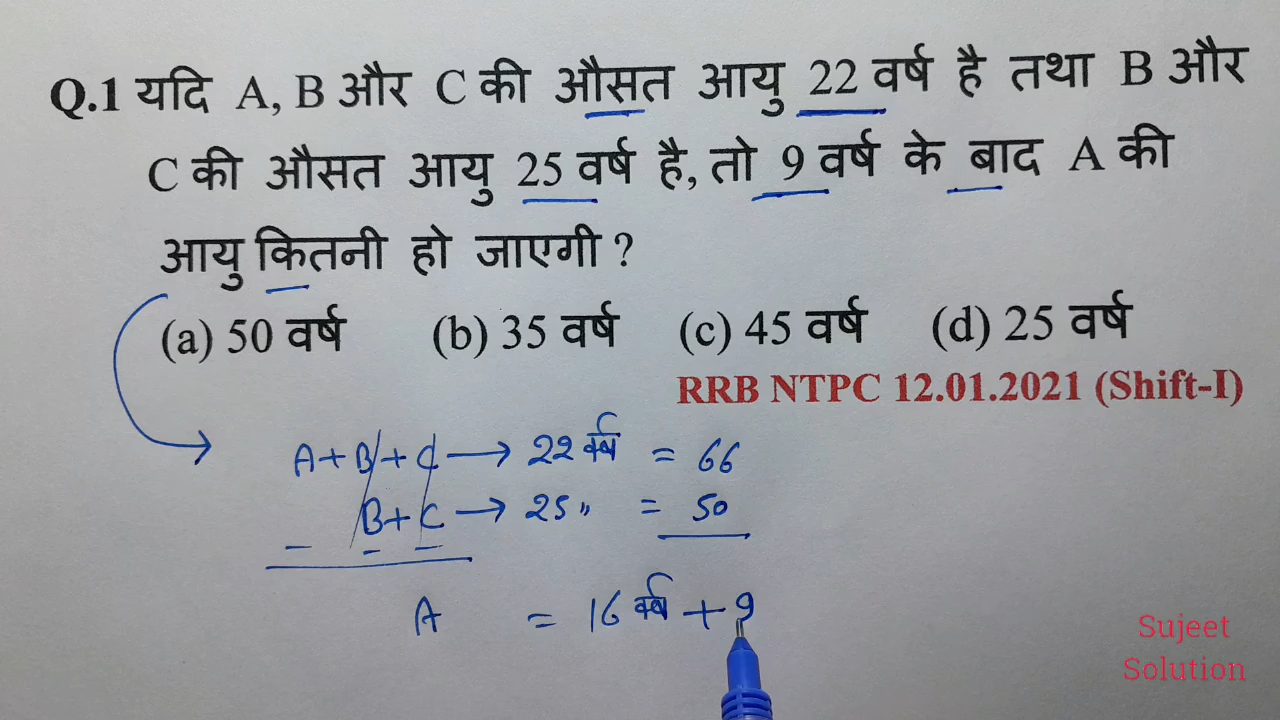 Q.1 यदि A, B और C की औसत आयु 22 वर्ष है तथा B और
C की औसत आयु 25 वर्ष है, तो 9 वर्ष के बाद A की
आयु कितनी हो जाएगी ?
(a) 50 वर्ष (b) 35 वर्ष (c) 45 वर्ष (d) 25 वर्ष
RRB NTPC 12.01.2021 (Shift-I)
A+B+C → 22 वर्ष = 66
B+C → 25 〃 = 50
A = 16 वर्ष + 9
Sujeet
Solution